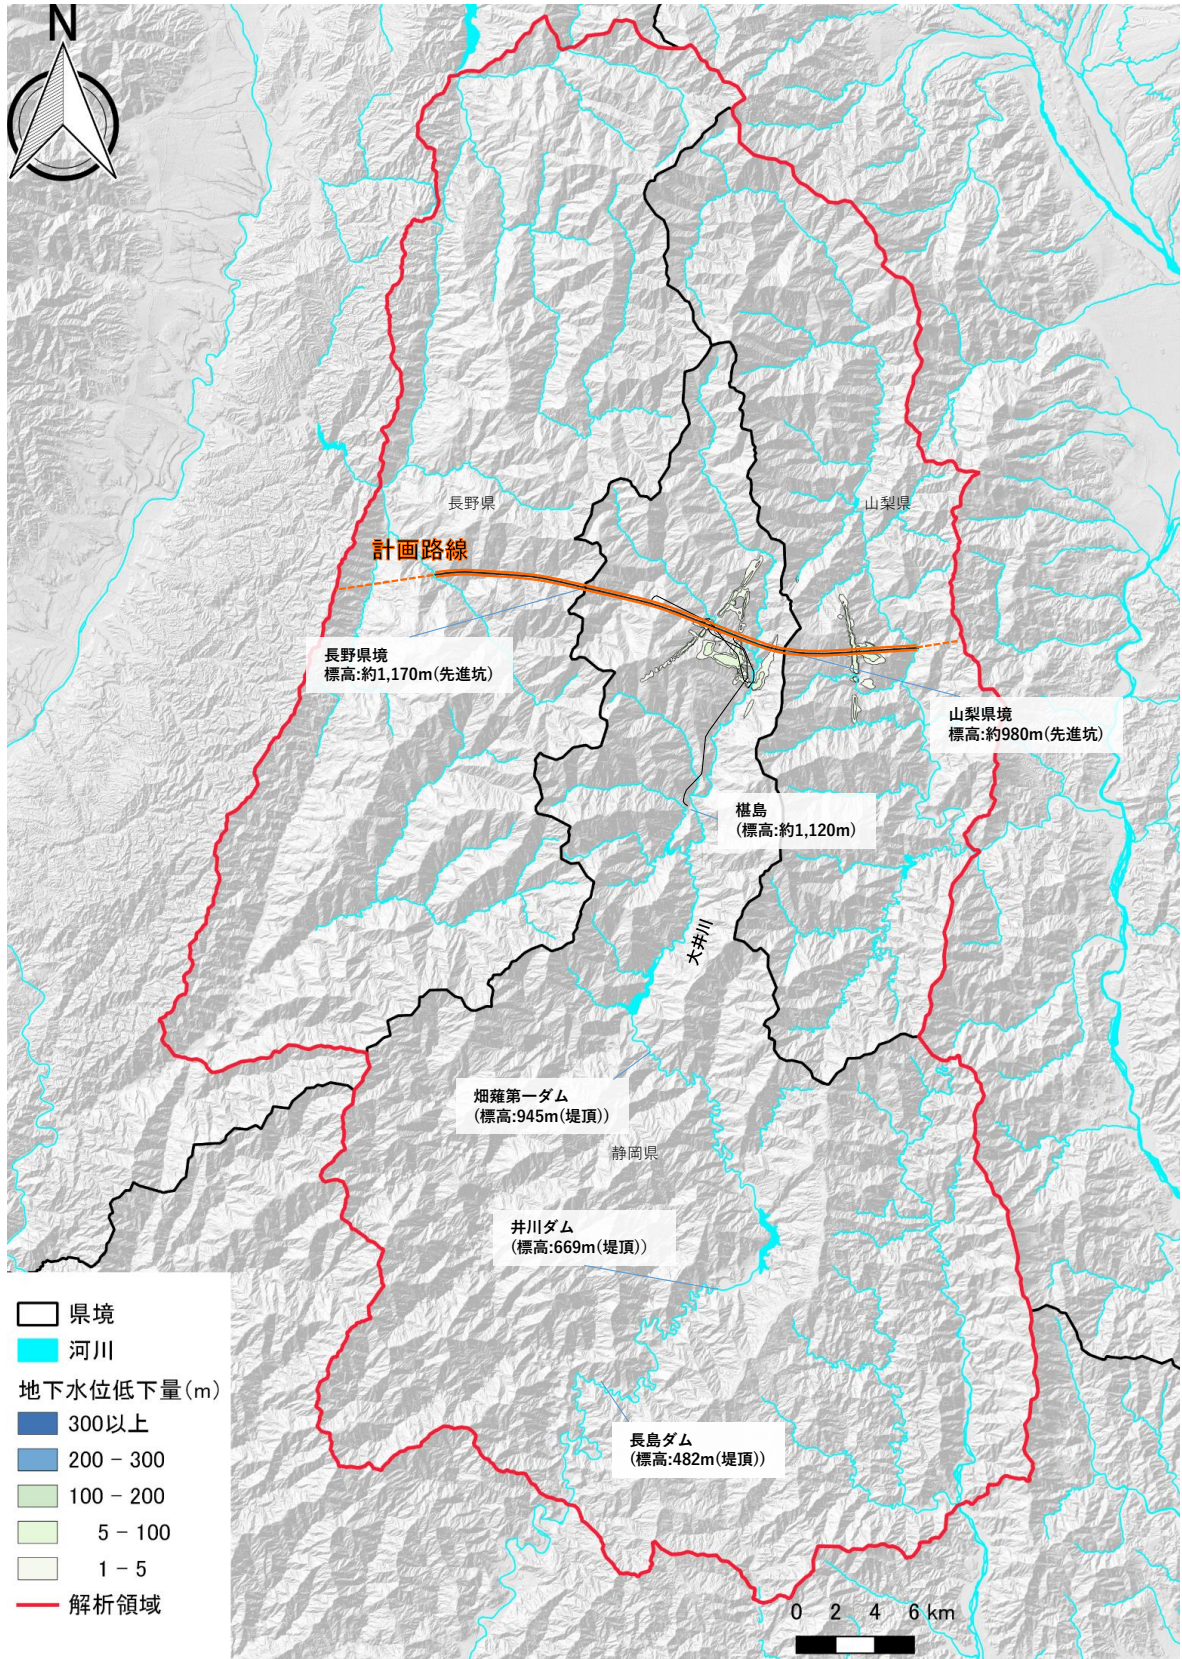 N
長野県
山梨県
計画路線
長野県境
標高:約1,170m(先進坑)
山梨県境
標高:約980m(先進坑)
椹島
(標高:約1,120m)
大井川
畑薙第一ダム
(標高:945m(堤頂))
静岡県
井川ダム
(標高:669m(堤頂))
長島ダム
(標高:482m(堤頂))
県境
河川
地下水位低下量(m)
300以上
200 - 300
100 - 200
5 - 100
1 - 5
解析領域
0 2 4 6 km